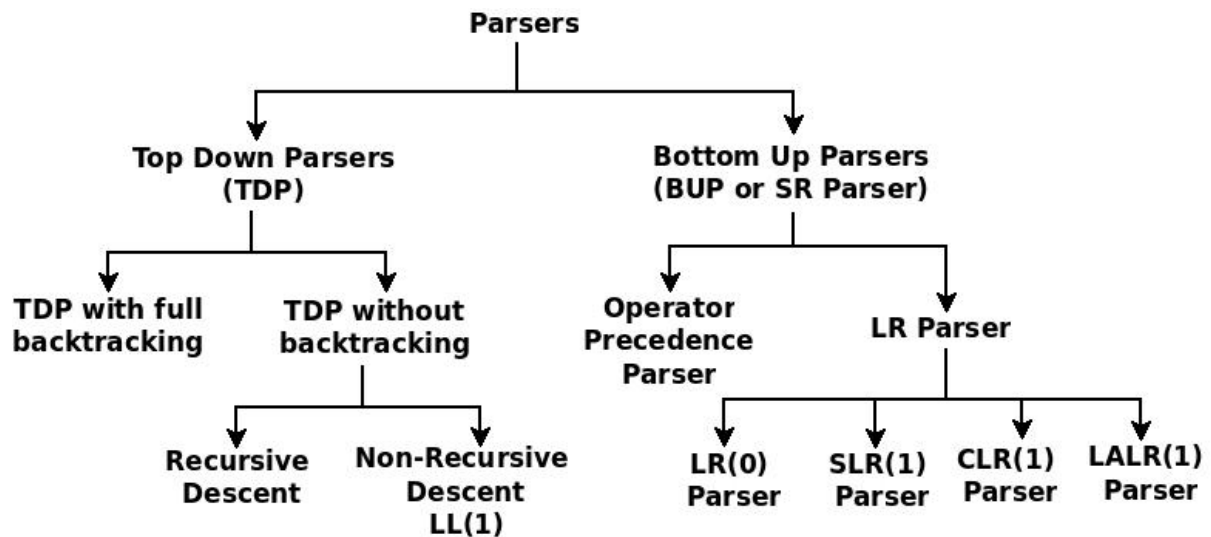 Parsers
Top Down Parsers
(TDP)
Bottom Up Parsers
(BUP or SR Parser)
TDP with full
backtracking
TDP without
backtracking
Operator
Precedence
Parser
LR Parser
Recursive
Descent
Non-Recursive
Descent
LL(1)
LR(0)
Parser
SLR(1)
Parser
CLR(1)
Parser
LALR(1)
Parser